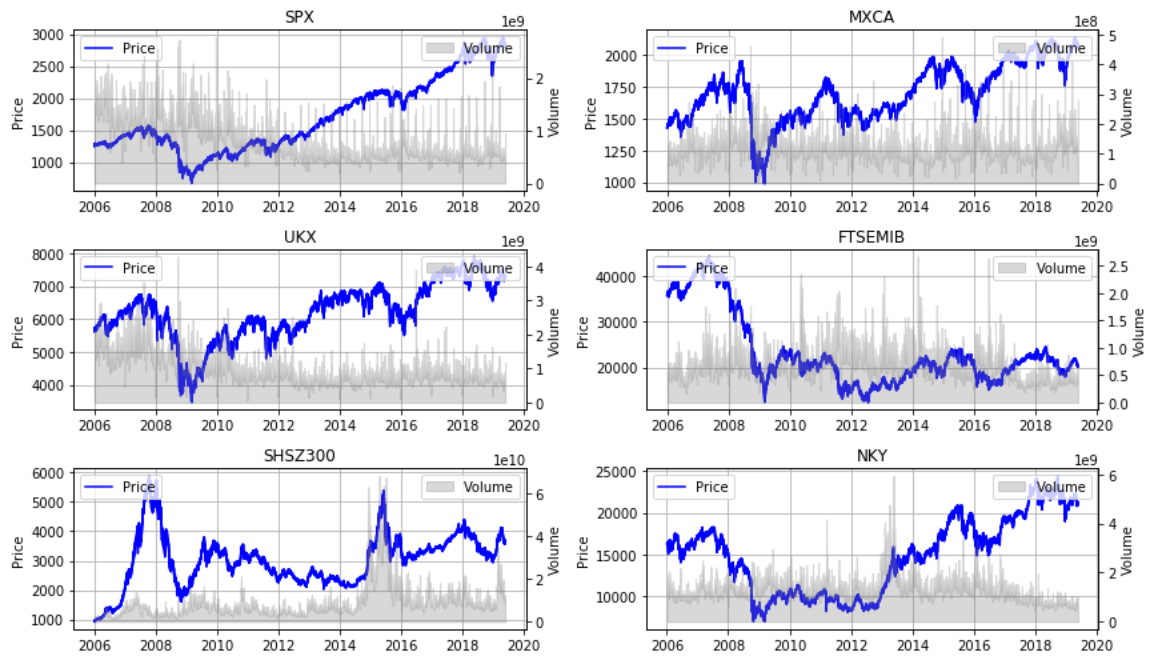 SPX
1e9
Price
Volume
3000
2500
2000
1500
1000
2
1
0
Price
Volume
2006 2008 2010 2012 2014 2016 2018 2020
MXCA
1e8
Price
Volume
2000
1750
1500
1250
1000
5
4
3
2
1
0
Price
Volume
2006 2008 2010 2012 2014 2016 2018 2020
UKX
1e9
Price
Volume
8000
7000
6000
5000
4000
4
3
2
1
0
Price
Volume
2006 2008 2010 2012 2014 2016 2018 2020
FTSEMIB
1e9
Price
Volume
40000
30000
20000
2.5
2.0
1.5
1.0
0.5
0.0
Price
Volume
2006 2008 2010 2012 2014 2016 2018 2020
SHSZ300
1e10
Price
Volume
6000
5000
4000
3000
2000
1000
6
4
2
0
Price
Volume
2006 2008 2010 2012 2014 2016 2018 2020
NKY
1e9
Price
Volume
25000
20000
15000
10000
6
4
2
0
Price
Volume
2006 2008 2010 2012 2014 2016 2018 2020